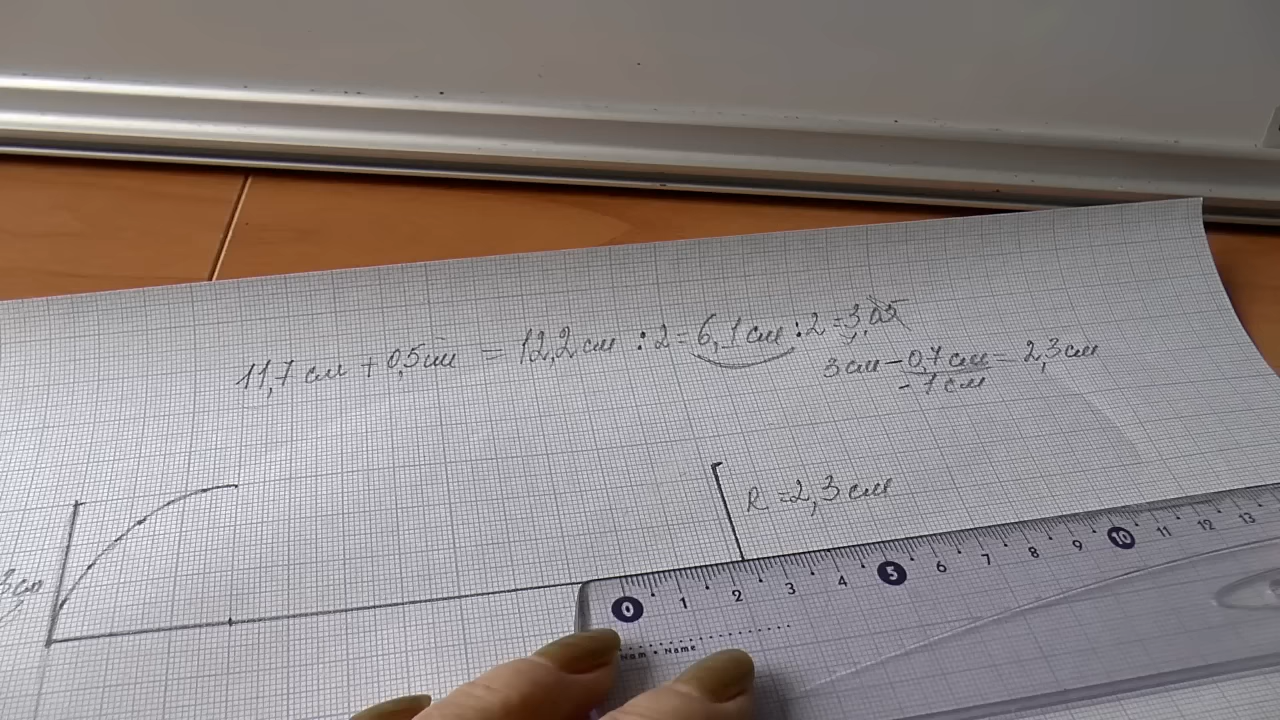 11,7 см + 0,5 см = 12,2 см : 2 = 6,1 см : 2 = 3,05
3 см - 0,7 см = 2,3 см
- 1 см
R = 2,3 см
0 1 2 3 4 5 6 7 8 9 10 11 12 13
Nam • Name